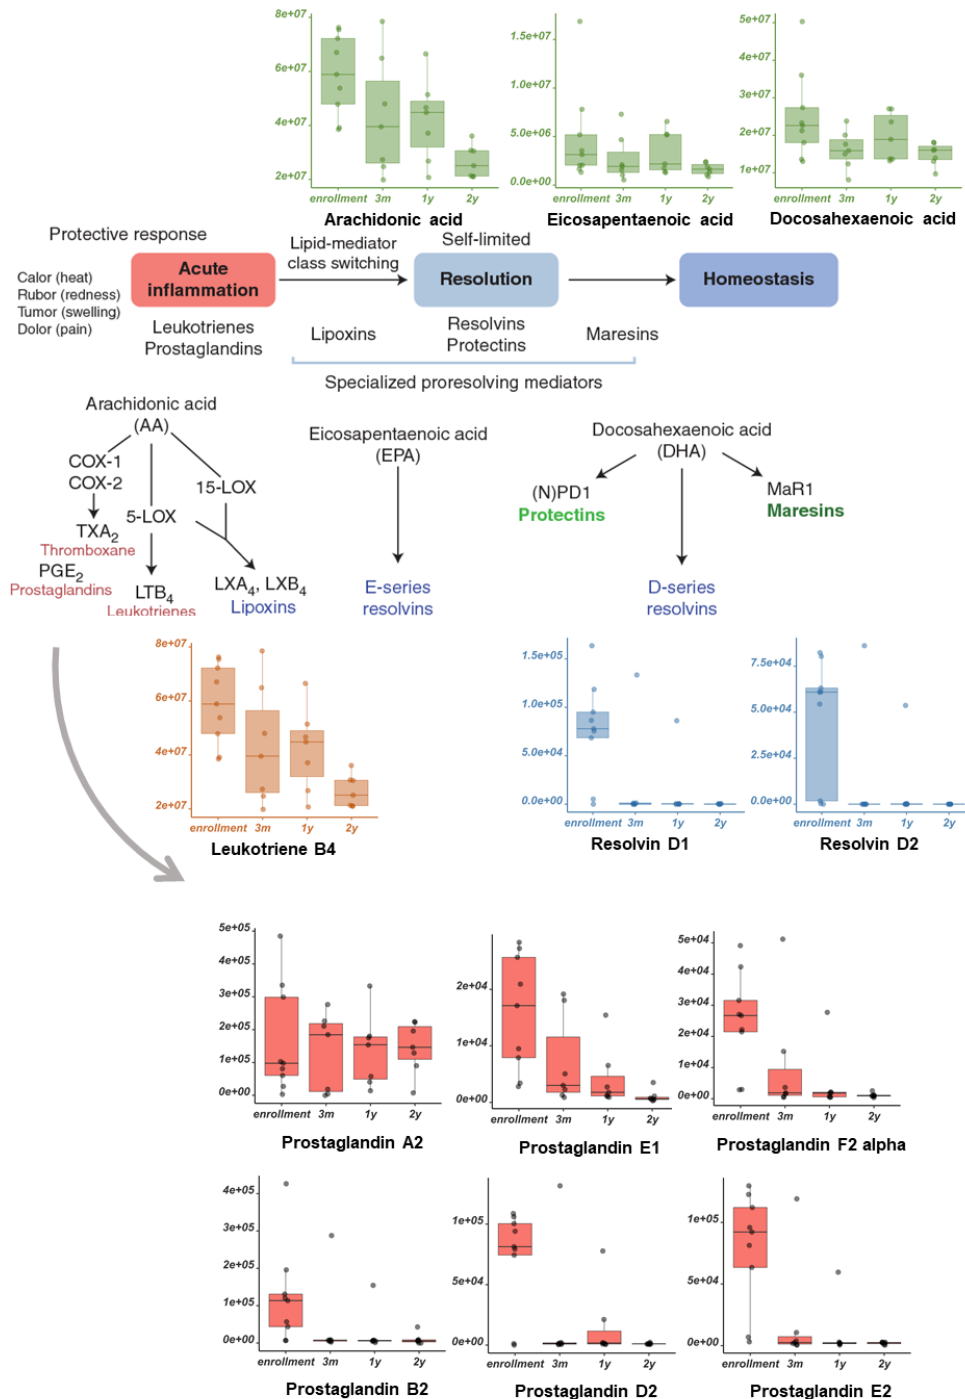 8e+07
6e+07
4e+07
2e+07
enrollment 3m 1y 2y
Arachidonic acid
1.5e+07
1.0e+07
5.0e+06
0.0e+00
enrollment 3m 1y 2y
Eicosapentaenoic acid
5e+07
4e+07
3e+07
2e+07
1e+07
enrollment 3m 1y 2y
Docosahexaenoic acid
Protective response
Calor (heat)
Rubor (redness)
Tumor (swelling)
Dolor (pain)
Acute
inflammation
Leukotrienes
Prostaglandins
Lipid-mediator
class switching
Lipoxins
Self-limited
Resolution
Resolvins
Protectins
Maresins
Homeostasis
Specialized proresolving mediators
Arachidonic acid
(AA)
COX-1
COX-2
TXA2
Thromboxane
PGE2
Prostaglandins
5-LOX
LTB4
Leukotrienes
15-LOX
LXA4, LXB4
Lipoxins
Eicosapentaenoic acid
(EPA)
E-series
resolvins
Docosahexaenoic acid
(DHA)
(N)PD1
Protectins
MaR1
Maresins
D-series
resolvins
8e+07
6e+07
4e+07
2e+07
enrollment 3m 1y 2y
Leukotriene B4
1.5e+05
1.0e+05
5.0e+04
0.0e+00
enrollment 3m 1y 2y
Resolvin D1
7.5e+04
5.0e+04
2.5e+04
0.0e+00
enrollment 3m 1y 2y
Resolvin D2
5e+05
4e+05
3e+05
2e+05
1e+05
0e+00
enrollment 3m 1y 2y
Prostaglandin A2
2e+04
1e+04
0e+00
enrollment 3m 1y 2y
Prostaglandin E1
5e+04
4e+04
3e+04
2e+04
1e+04
0e+00
enrollment 3m 1y 2y
Prostaglandin F2 alpha
4e+05
3e+05
2e+05
1e+05
0e+00
enrollment 3m 1y 2y
Prostaglandin B2
1e+05
5e+04
0e+00
enrollment 3m 1y 2y
Prostaglandin D2
1e+05
5e+04
0e+00
enrollment 3m 1y 2y
Prostaglandin E2